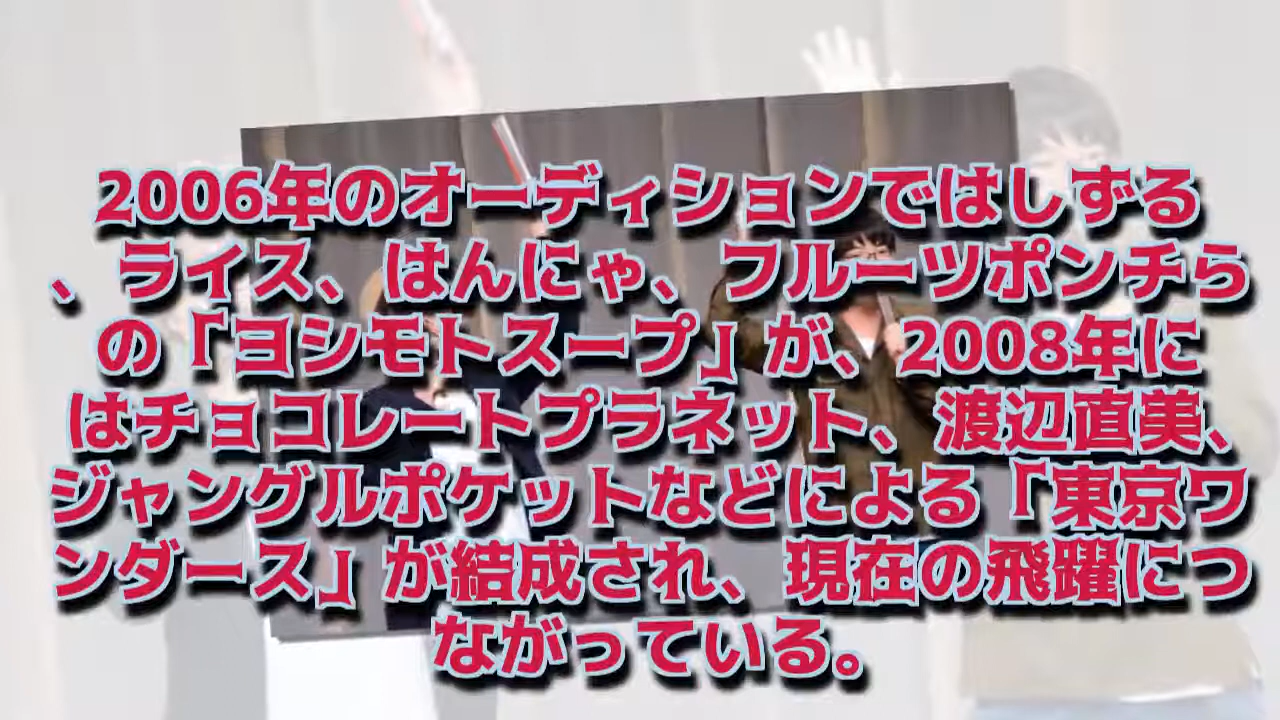 2006年のオーディションではしずる
、ライス、はんにゃ、フルーツポンチら
の「ヨシモトスープ」が、2008年に
はチョコレートプラネット、渡辺直美、
ジャングルポケットなどによる「東京ワ
ンダース」が結成され、現在の飛躍につ
ながっている。